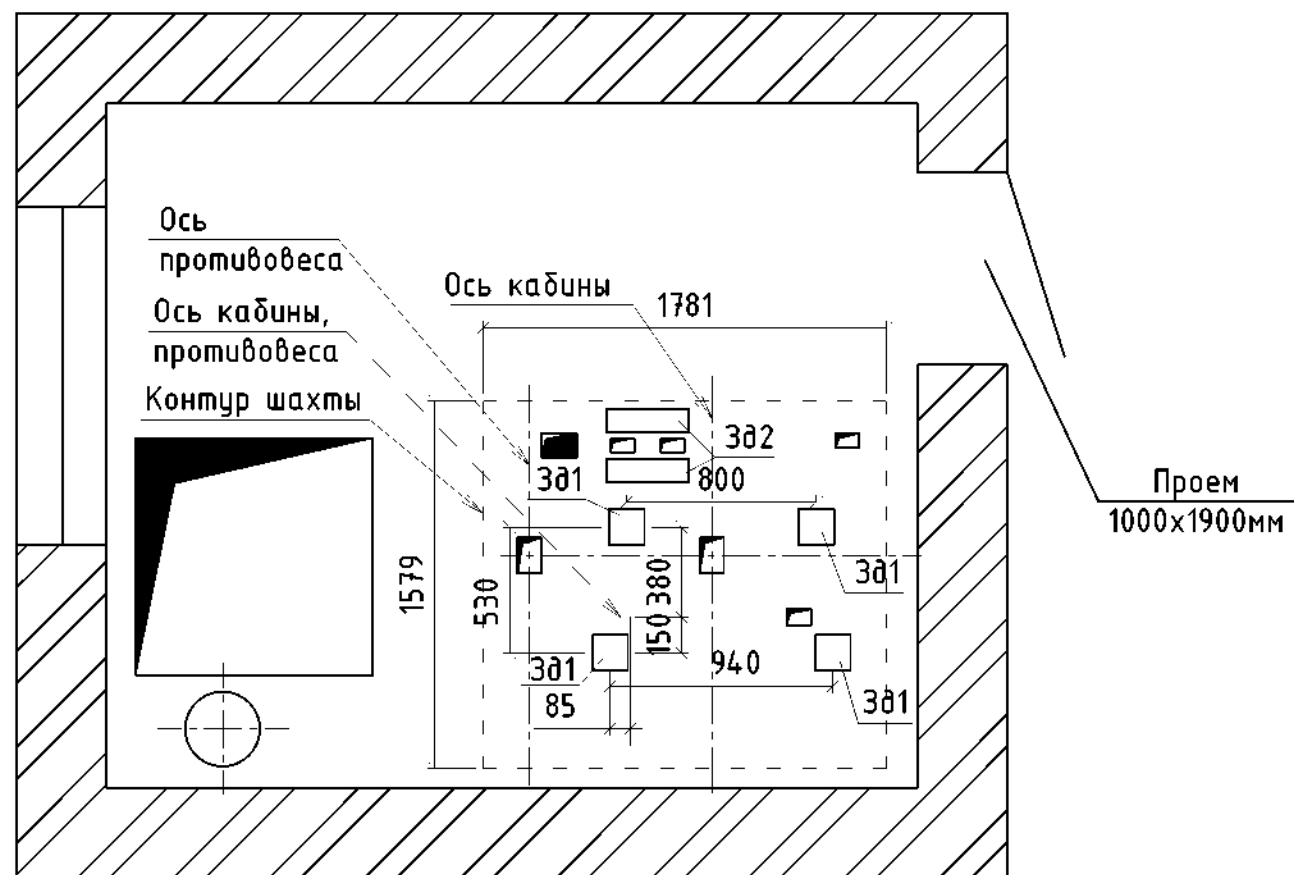 Ось
противовеса
Ось кабины
1781
Ось кабины,
противовеса
Контур шахты
Зд2
Зд1
800
Проем
1000х1900мм
1579
530
380
Зд1
150
Зд1
940
85
Зд1